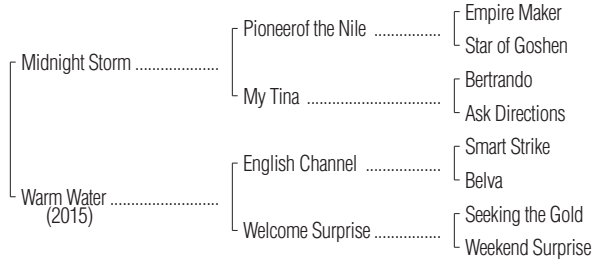 Empire Maker
Pioneerof the Nile ................
Star of Goshen
Midnight Storm ....................
Bertrando
My Tina ................................
Ask Directions
Smart Strike
English Channel ..................
Belva
Warm Water ..........................
(2015)
Seeking the Gold
Welcome Surprise ................
Weekend Surprise